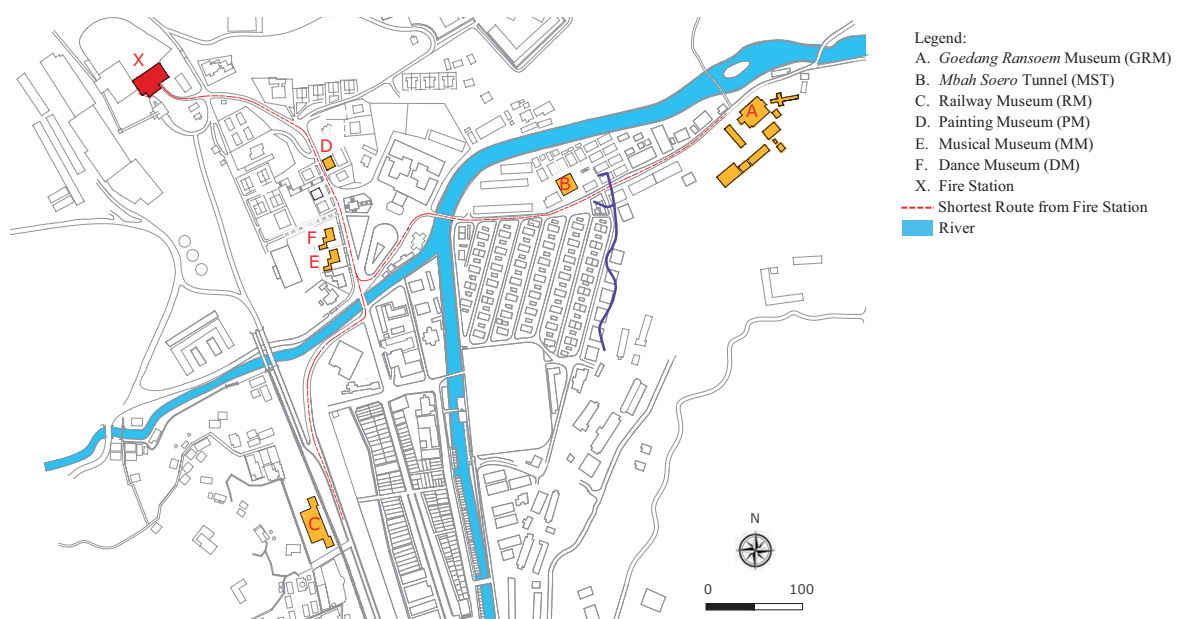 X
D
F
E
C
B
A
Legend:
A. Goedang Ransoem Museum (GRM)
B. Mbah Soero Tunnel (MST)
C. Railway Museum (RM)
D. Painting Museum (PM)
E. Musical Museum (MM)
F. Dance Museum (DM)
X. Fire Station
Shortest Route from Fire Station
River
N
0 100